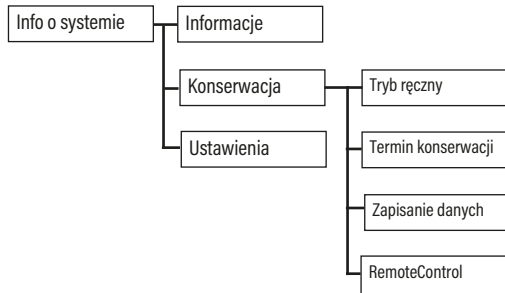 Info o systemie
Informacje
Konserwacja
Tryb ręczny
Termin konserwacji
Ustawienia
Zapisanie danych
RemoteControl